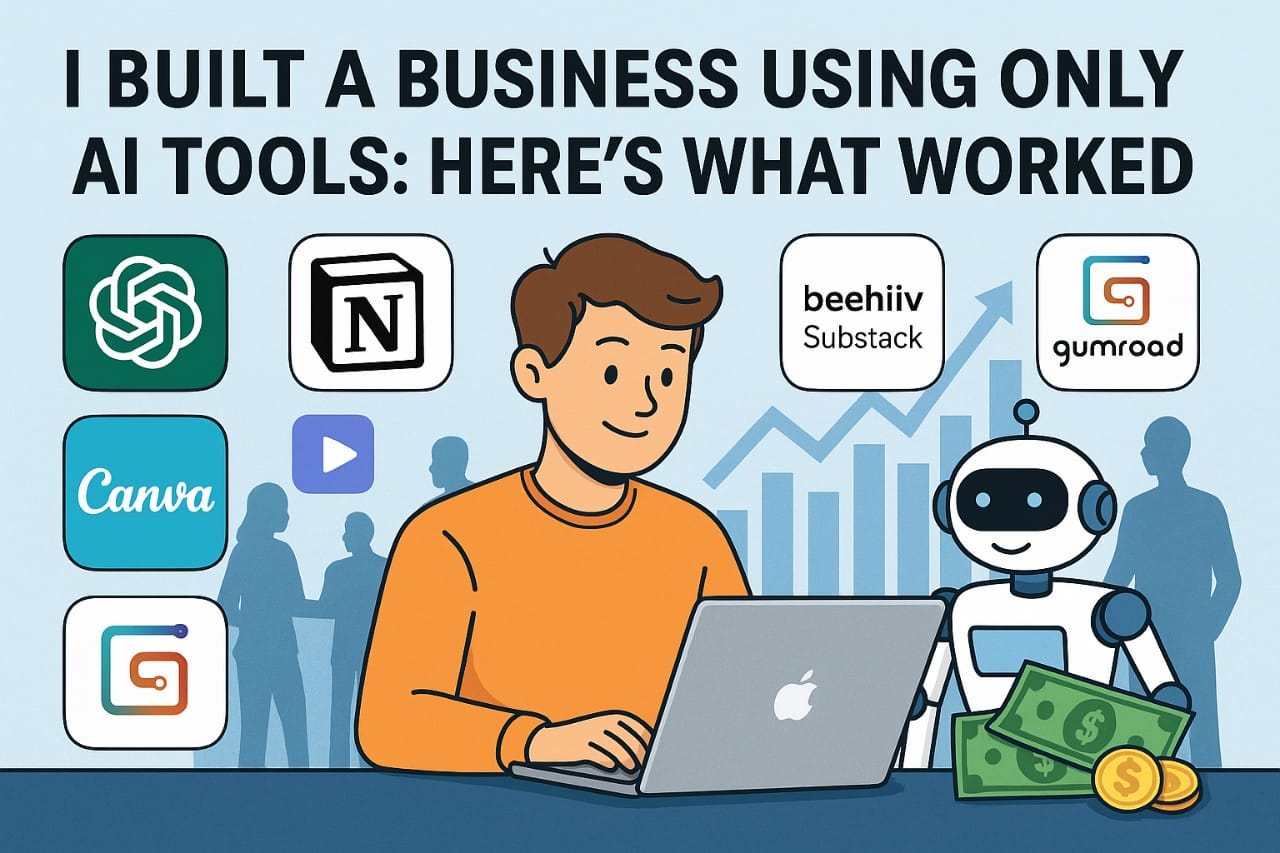 I BUILT A BUSINESS USING ONLY
AI TOOLS: HERE'S WHAT WORKED
N
beehiiv
Substack
gumroad
Canva
$
$
$
$